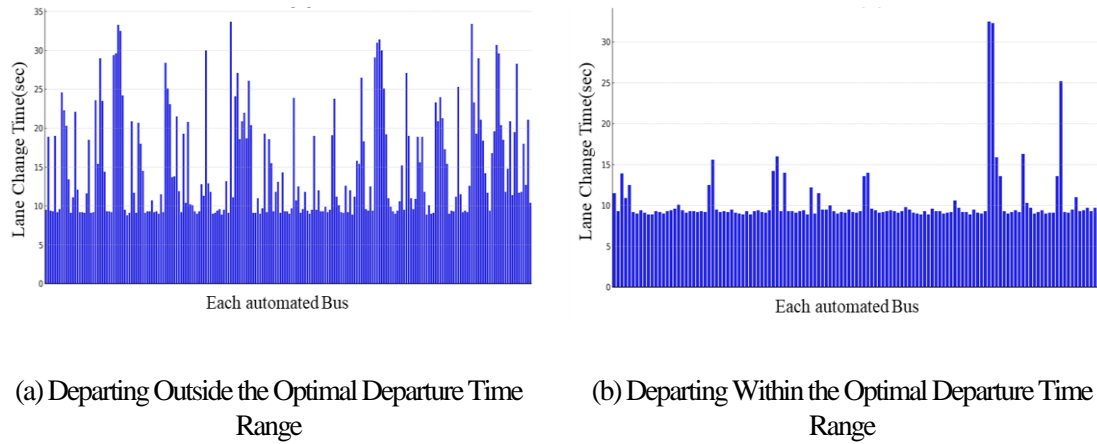 35
30
25
20
15
10
5
0
Lane Change Time(sec)
Each automated Bus
30
25
20
15
10
5
0
Lane Change Time(sec)
Each automated Bus
(a) Departing Outside the Optimal Departure Time
Range
(b) Departing Within the Optimal Departure Time
Range